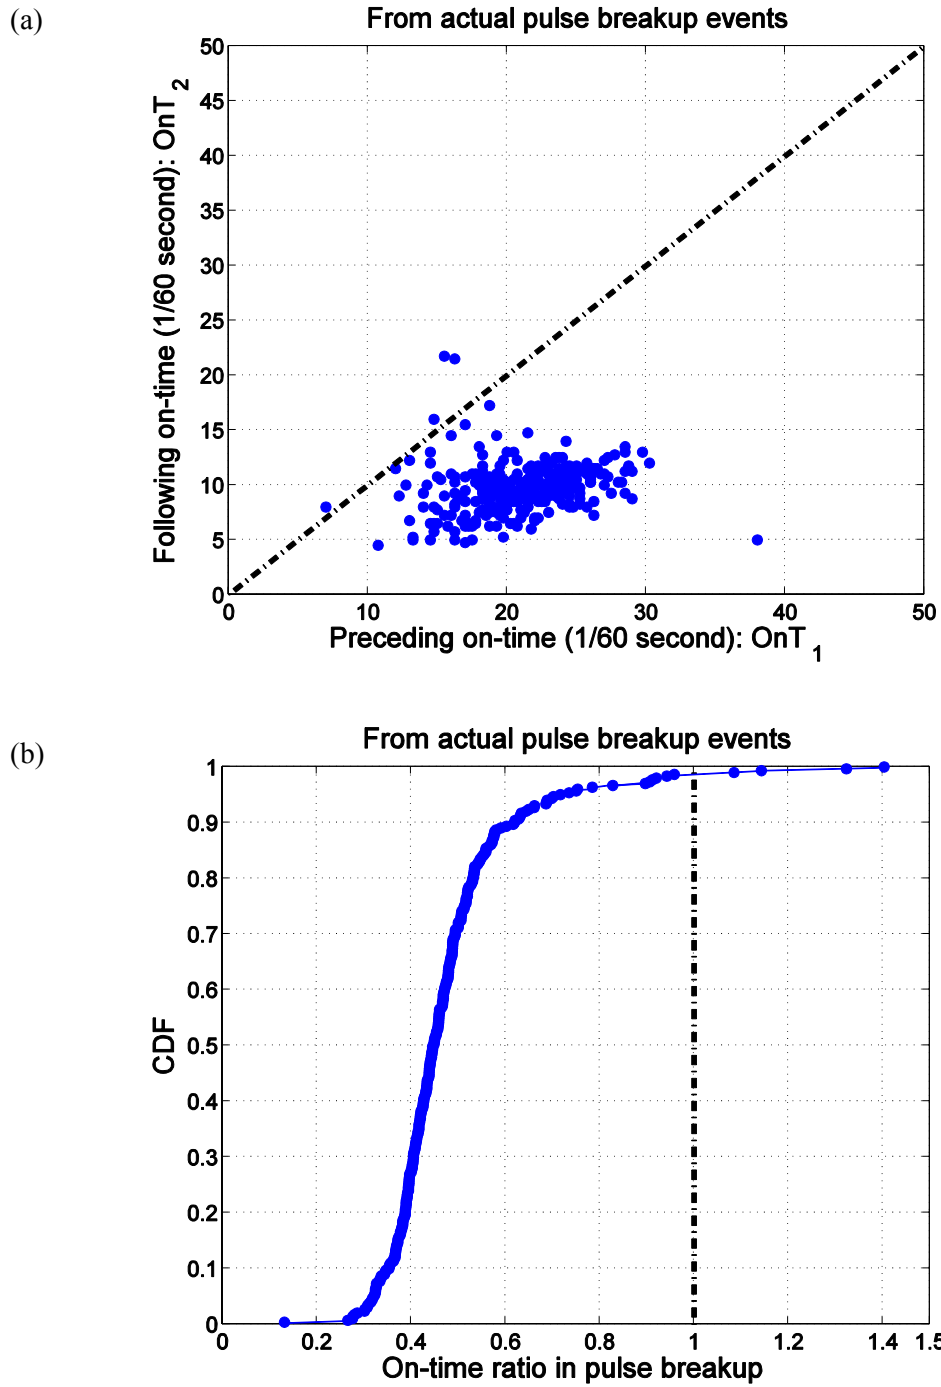 (a)
From actual pulse breakup events
50
45
40
35
30
25
20
15
10
5
0
Following on-time (1/60 second): OnT 2
0 10 20 30 40 50
Preceding on-time (1/60 second): OnT 1
(b)
From actual pulse breakup events
1
0.9
0.8
0.7
0.6
0.5
0.4
0.3
0.2
0.1
0
CDF
0 0.2 0.4 0.6 0.8 1 1.2 1.4 1.5
On-time ratio in pulse breakup